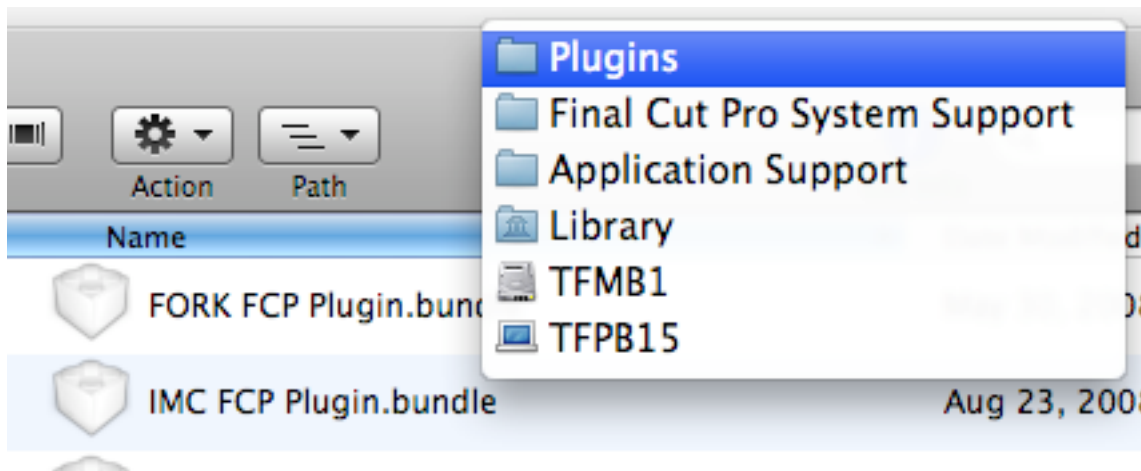 Plugins
Final Cut Pro System Support
Application Support
Library
TFMB1
TFPB15
Action
Path
Name
FORK FCP Plugin.bund
IMC FCP Plugin.bundle
Aug 23, 200